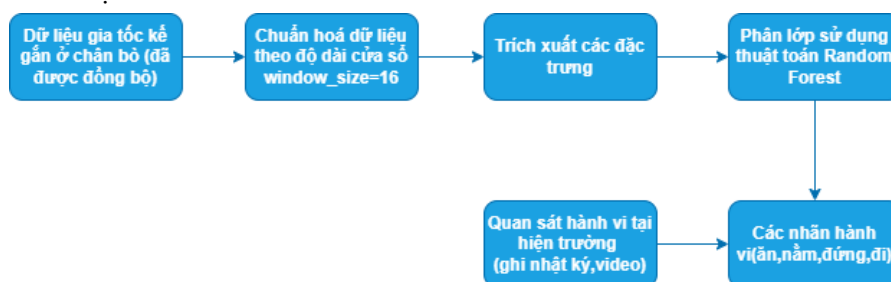 Dữ liệu gia tốc kế
gắn ở chân bò (đã
được đồng bộ)
Chuẩn hoá dữ liệu
theo độ dài cửa sổ
window_size=16
Trích xuất các đặc
trưng
Phân lớp sử dụng
thuật toán Random
Forest
Quan sát hành vi tại
hiện trường
(ghi nhật ký,video)
Các nhãn hành
vi(ăn,nằm,đứng,đi)